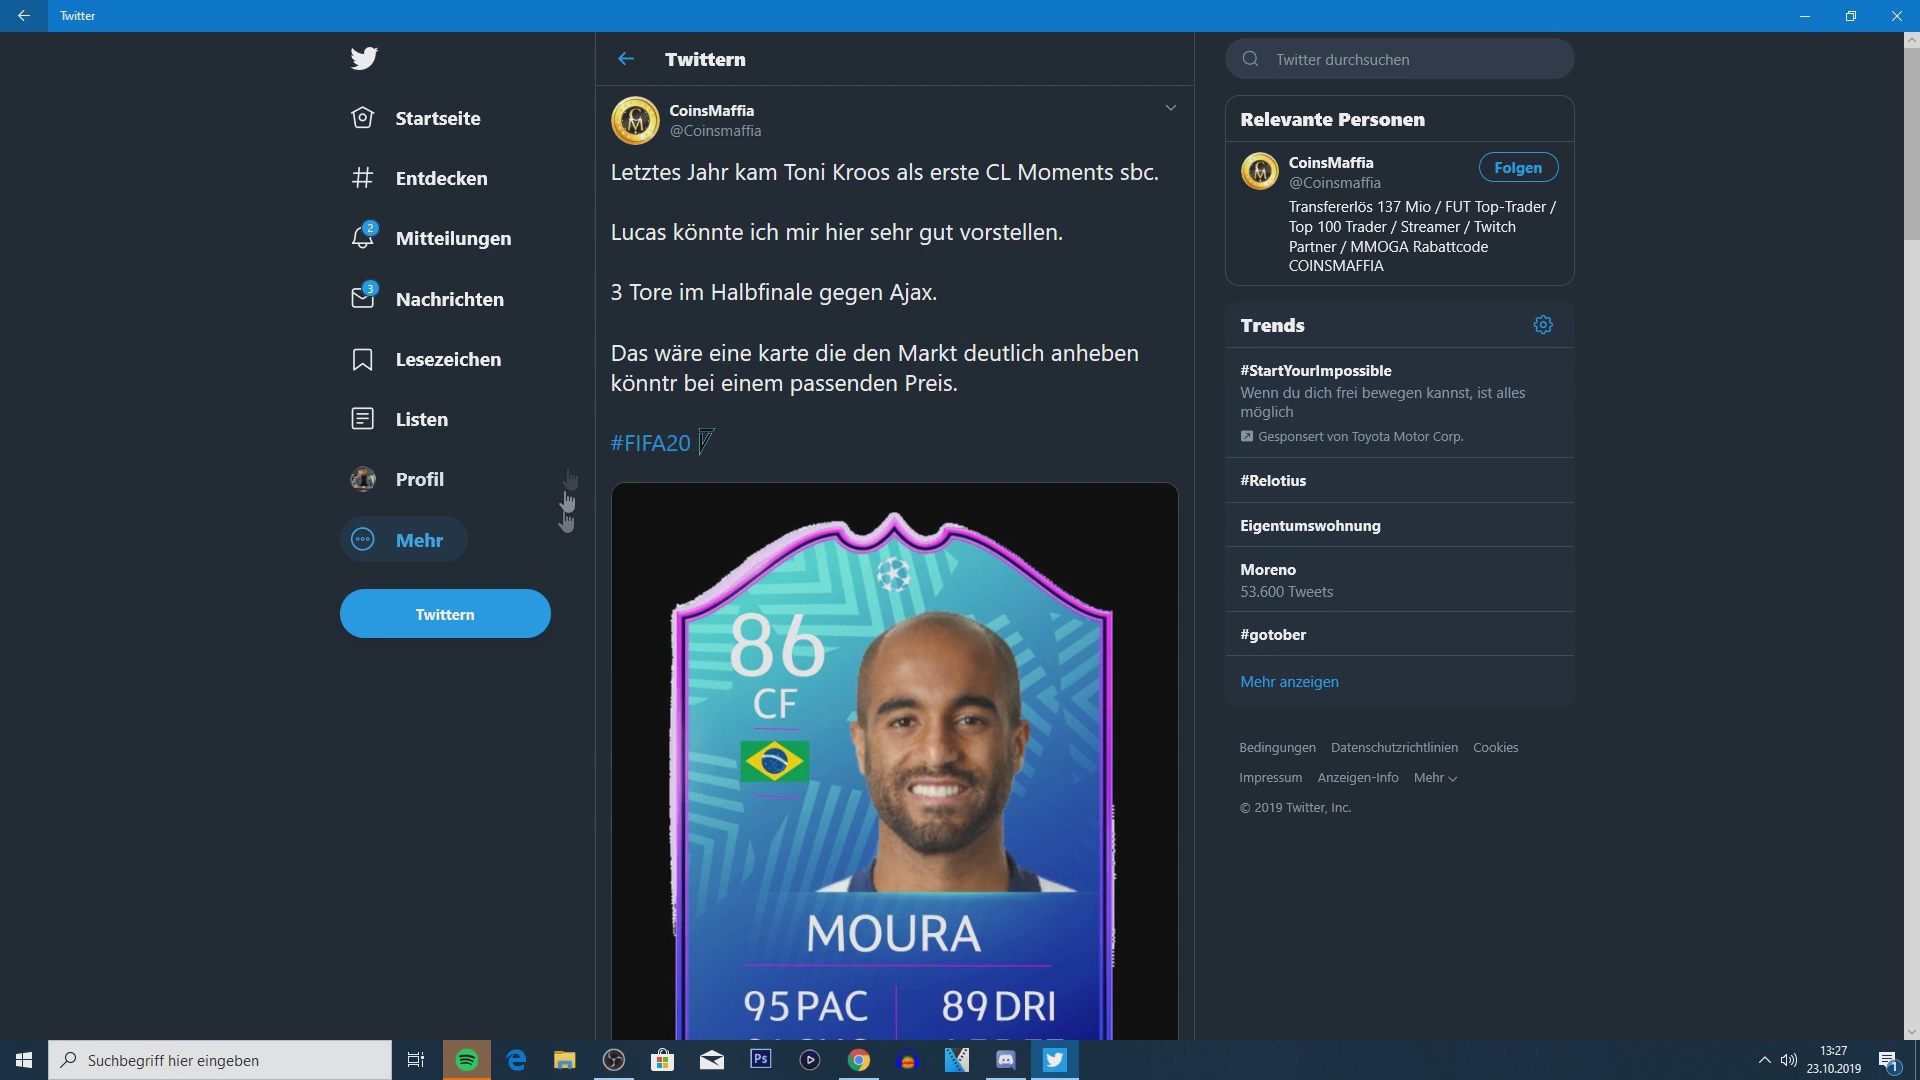 Twitter
Startseite
Entdecken
2
Mitteilungen
3
Nachrichten
Lesezeichen
Listen
Profil
Mehr
Twittern
Twittern
CoinsMaffia
@Coinsmaffia
Letztes Jahr kam Toni Kroos als erste CL Moments sbc.
Lucas könnte ich mir hier sehr gut vorstellen.
3 Tore im Halbfinale gegen Ajax.
Das wäre eine karte die den Markt deutlich anheben
könntr bei einem passenden Preis.
#FIFA20
86
CF
MOURA
95 PAC
89 DRI
Twitter durchsuchen
Relevante Personen
CoinsMaffia
@Coinsmaffia
Folgen
Transfererlös 137 Mio / FUT Top-Trader /
Top 100 Trader / Streamer / Twitch
Partner / MMOGA Rabattcode
COINSMAFFIA
Trends
#StartYourImpossible
Wenn du dich frei bewegen kannst, ist alles
möglich
Gesponsert von Toyota Motor Corp.
#Relotius
Eigentumswohnung
Moreno
53.600 Tweets
#gotober
Mehr anzeigen
Bedingungen Datenschutzrichtlinien Cookies
Impressum Anzeigen-Info Mehr
© 2019 Twitter, Inc.
Suchbegriff hier eingeben
Ps
13:27
23.10.2019
1